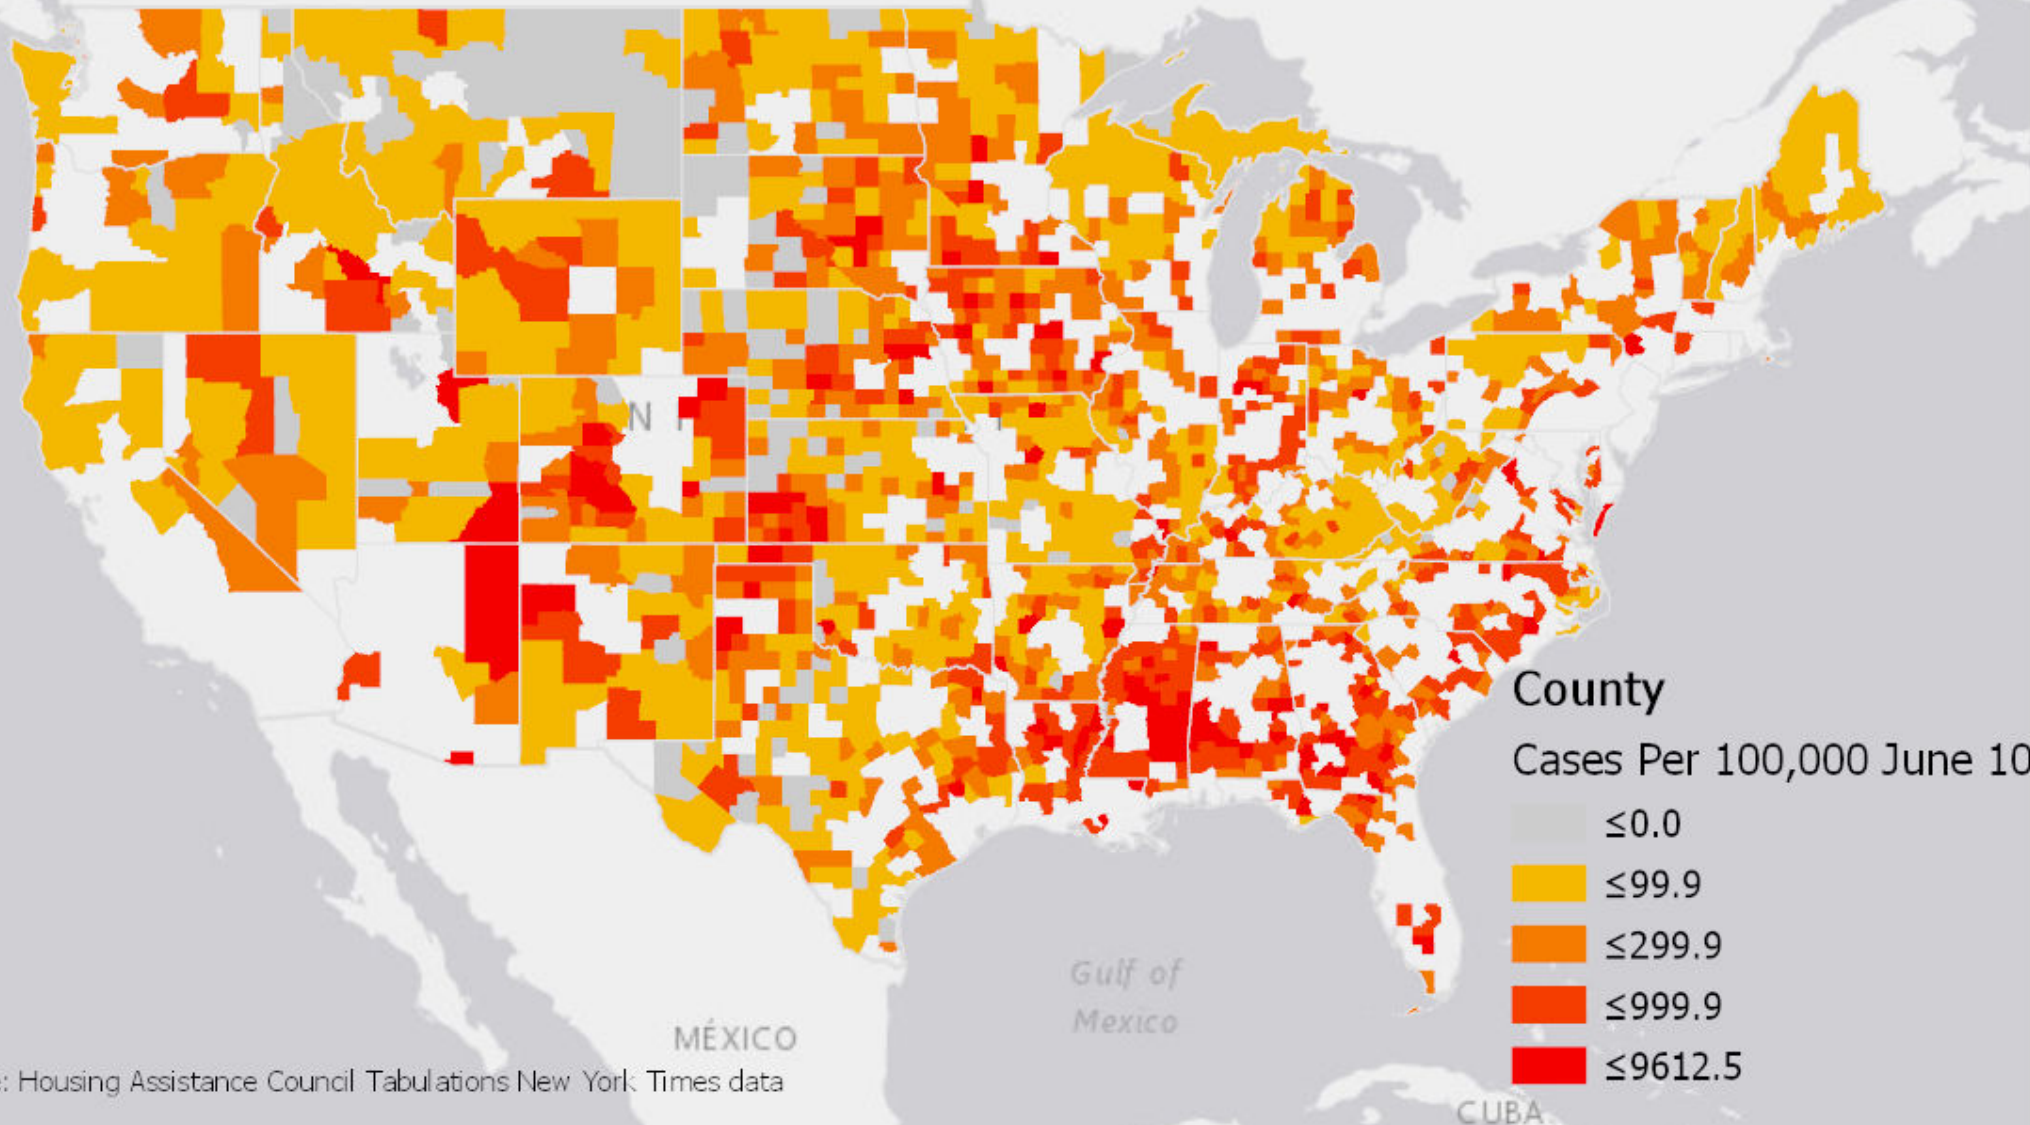 N
County
Cases Per 100,000 June 10
≤0.0
≤99.9
≤299.9
≤999.9
≤9612.5
Gulf of
Mexico
MÉXICO
: Housing Assistance Council Tabulations New York Times data
CUBA